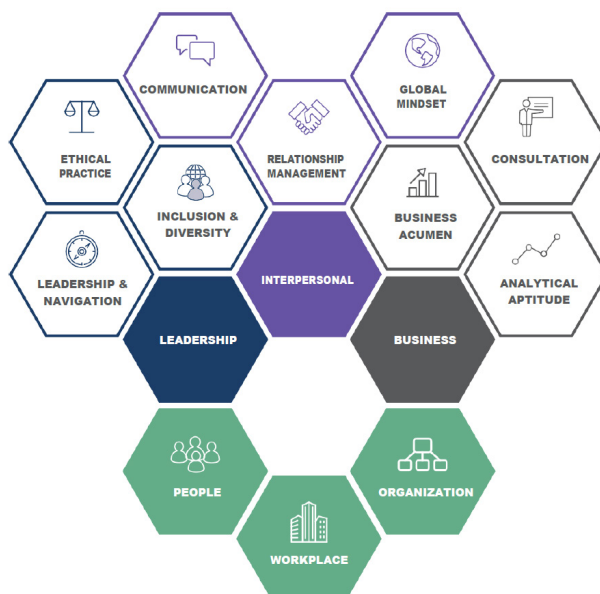 COMMUNICATION
GLOBAL
MINDSET
ETHICAL
PRACTICE
RELATIONSHIP
MANAGEMENT
CONSULTATION
INCLUSION &
DIVERSITY
BUSINESS
ACUMEN
LEADERSHIP &
NAVIGATION
INTERPERSONAL
ANALYTICAL
APTITUDE
LEADERSHIP
BUSINESS
PEOPLE
ORGANIZATION
WORKPLACE